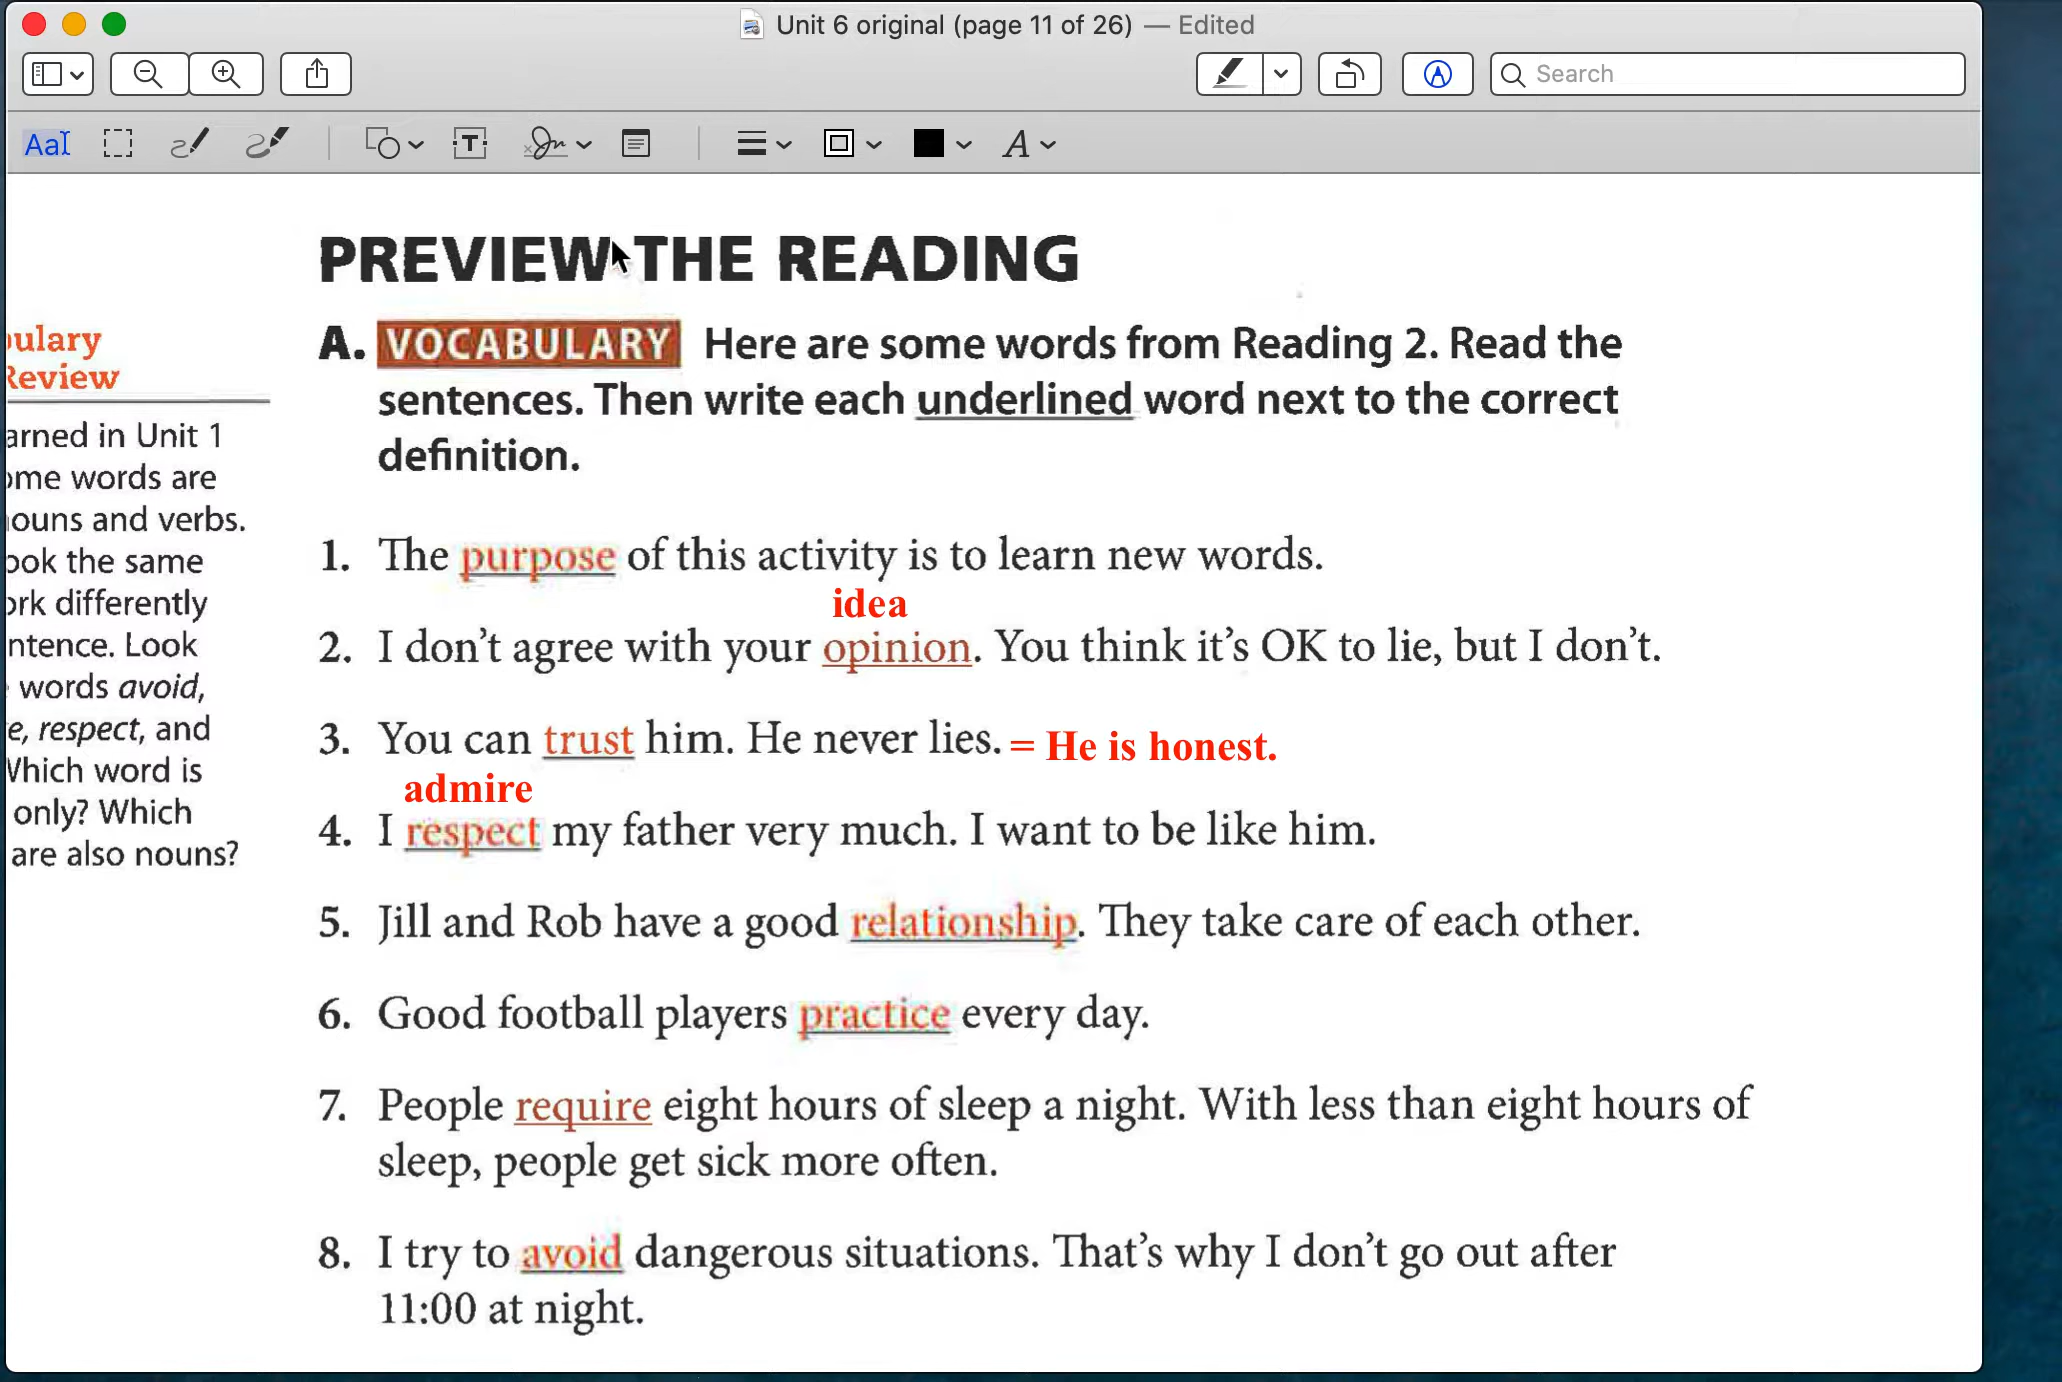 Unit 6 original (page 11 of 26) — Edited
Search
AaI
T
A
PREVIEW THE READING
A. VOCABULARY Here are some words from Reading 2. Read the
sentences. Then write each underlined word next to the correct
definition.
1. The purpose of this activity is to learn new words.
idea
2. I don't agree with your opinion. You think it's OK to lie, but I don't.
3. You can trust him. He never lies. = He is honest.
admire
4. I respect my father very much. I want to be like him.
5. Jill and Rob have a good relationship. They take care of each other.
6. Good football players practice every day.
7. People require eight hours of sleep a night. With less than eight hours of
sleep, people get sick more often.
8. I try to avoid dangerous situations. That's why I don't go out after
11:00 at night.
ulary
Review
arned in Unit 1
ome words are
ouns and verbs.
ook the same
ork differently
ntence. Look
words avoid,
e, respect, and
Which word is
only? Which
are also nouns?